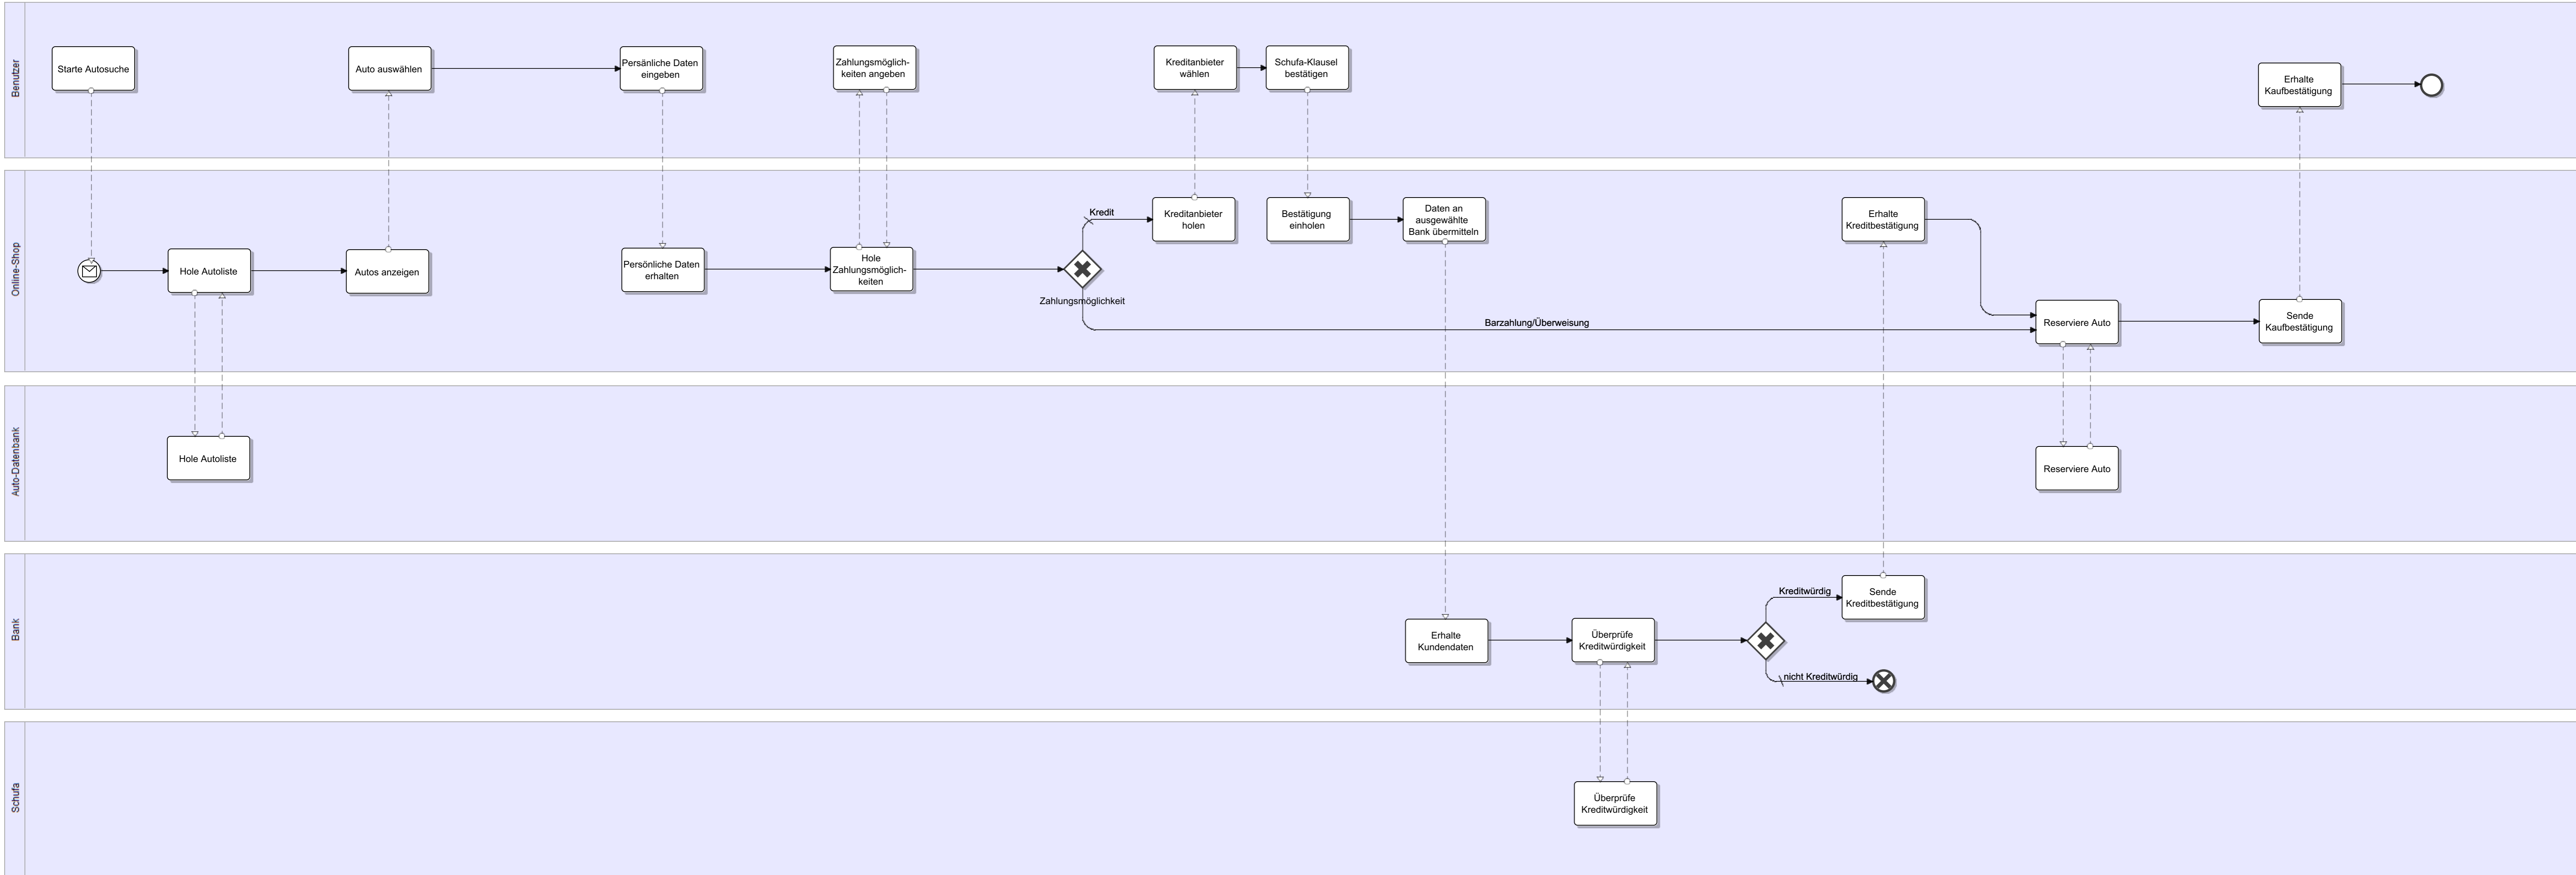 Benutzer
Starte Autosuche
Auto auswählen
Persönliche Daten
eingeben
Zahlungsmöglich-
keiten angeben
Kreditanbieter
wählen
Schufa-Klausel
bestätigen
Erhalte
Kaufbestätigung
Online-Shop
Hole Autoliste
Autos anzeigen
Persönliche Daten
erhalten
Hole
Zahlungsmöglich-
keiten
Zahlungsmöglichkeit
Kredit
Kreditanbieter
holen
Bestätigung
einholen
Daten an
ausgewählte
Bank übermitteln
Barzahlung/Überweisung
Erhalte
Kreditbestätigung
Reserviere Auto
Sende
Kaufbestätigung
Auto-Datenbank
Hole Autoliste
Reserviere Auto
Bank
Erhalte
Kundendaten
Überprüfe
Kreditwürdigkeit
Kreditwürdig
nicht Kreditwürdig
Sende
Kreditbestätigung
Schufa
Überprüfe
Kreditwürdigkeit